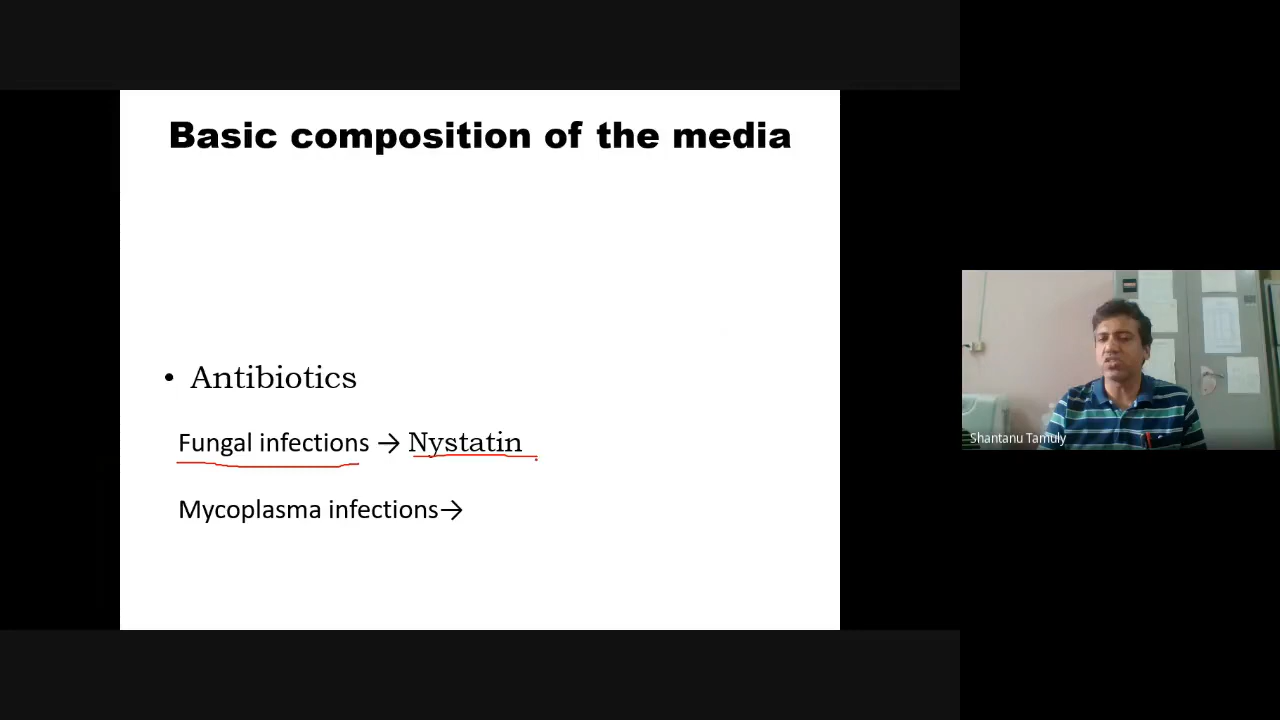 Basic composition of the media
• Antibiotics
Fungal infections → Nystatin
Mycoplasma infections→
Shantanu Tamuly